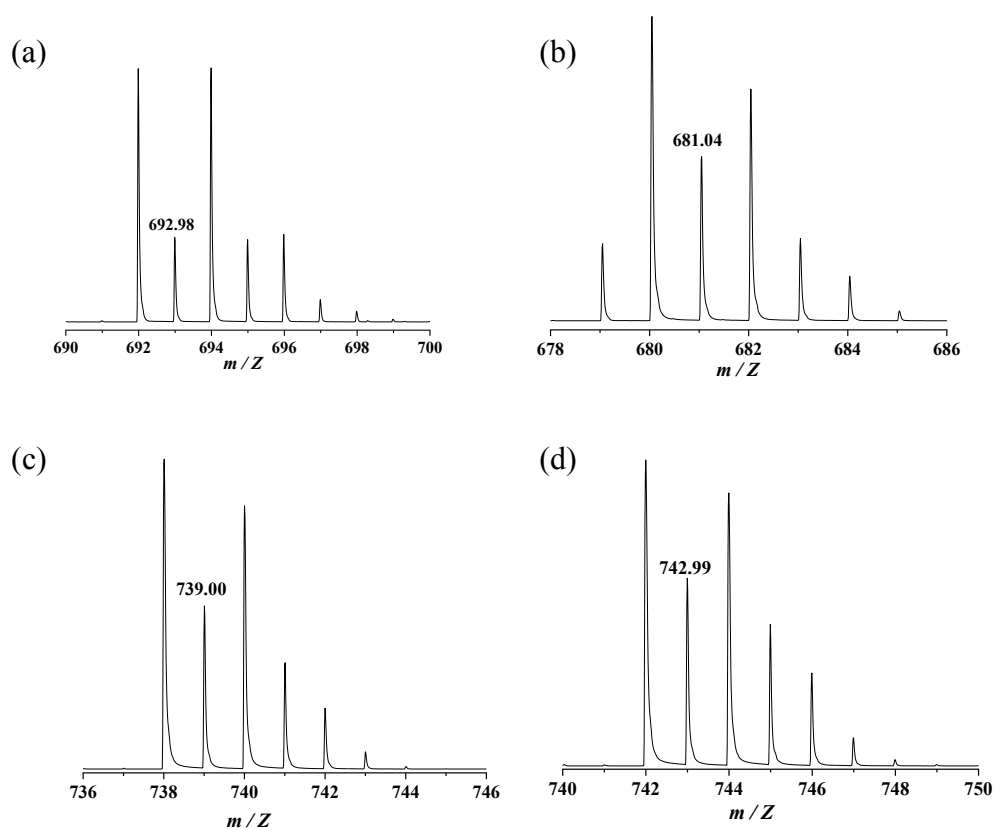 (a)
692.98
690 692 694 696 698 700
m / Z
(b)
681.04
678 680 682 684 686
m / Z
(c)
739.00
736 738 740 742 744 746
m / Z
(d)
742.99
740 742 744 746 748 750
m / Z